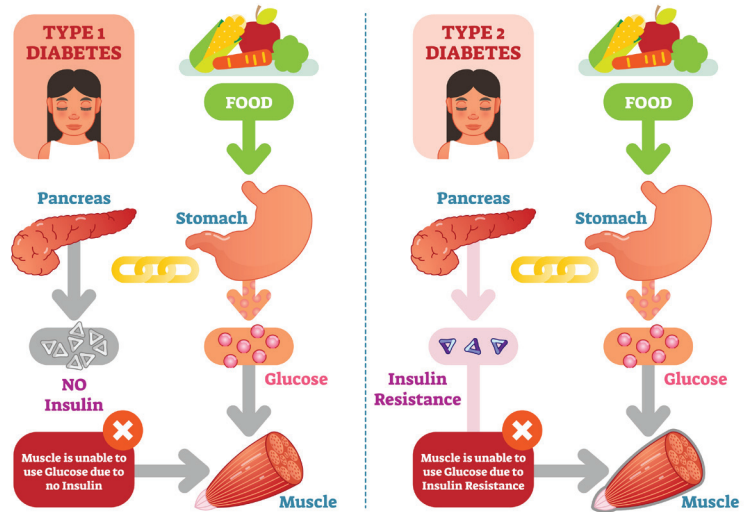 TYPE 1
DIABETES
FOOD
Pancreas
Stomach
NO
Insulin
Glucose
Muscle is unable to
use Glucose due to
no Insulin
Muscle
TYPE 2
DIABETES
FOOD
Pancreas
Stomach
Insulin
Resistance
Glucose
Muscle is unable to
use Glucose due to
Insulin Resistance
Muscle